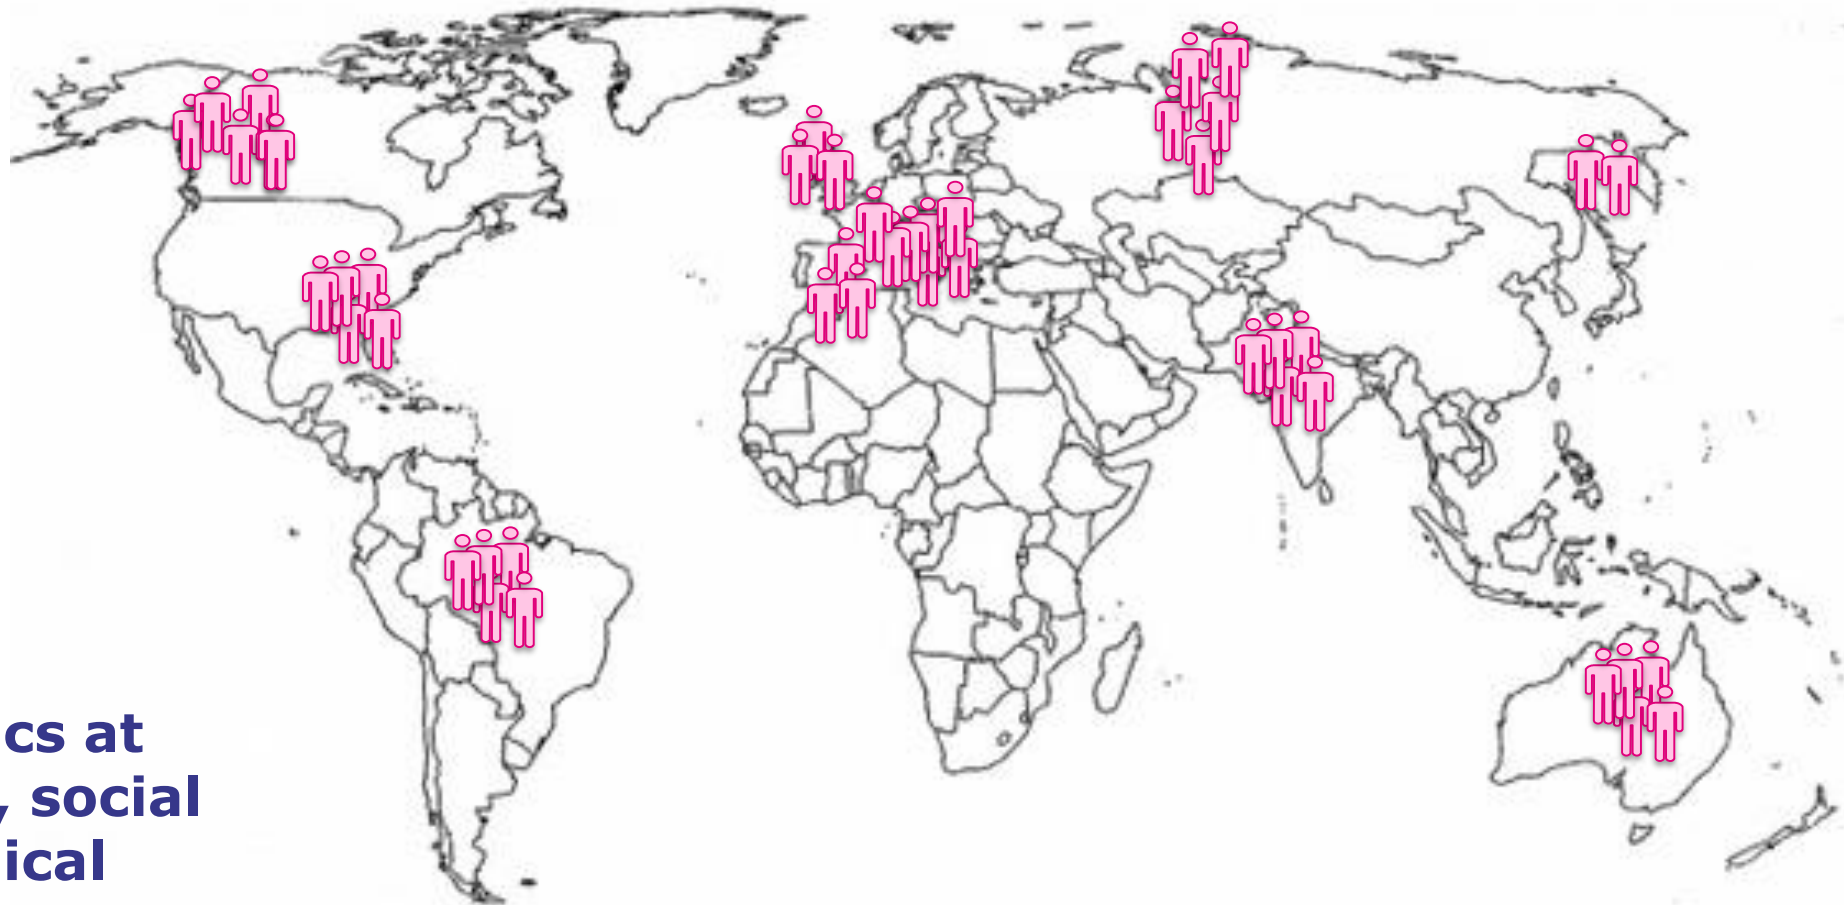 cs at
, social
ical